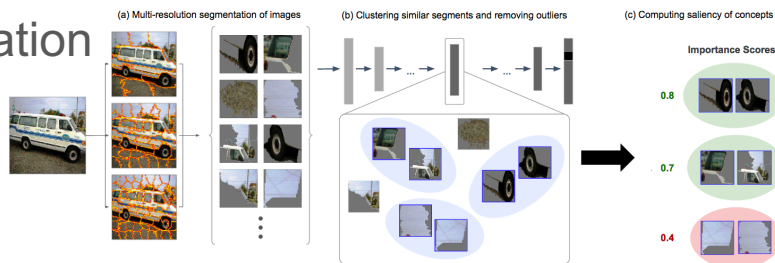 ation
(a) Multi-resolution segmentation of images
(b) Clustering similar segments and removing outliers
(c) Computing saliency of concepts
Importance Scores
...
...
0.8
0.7
0.4